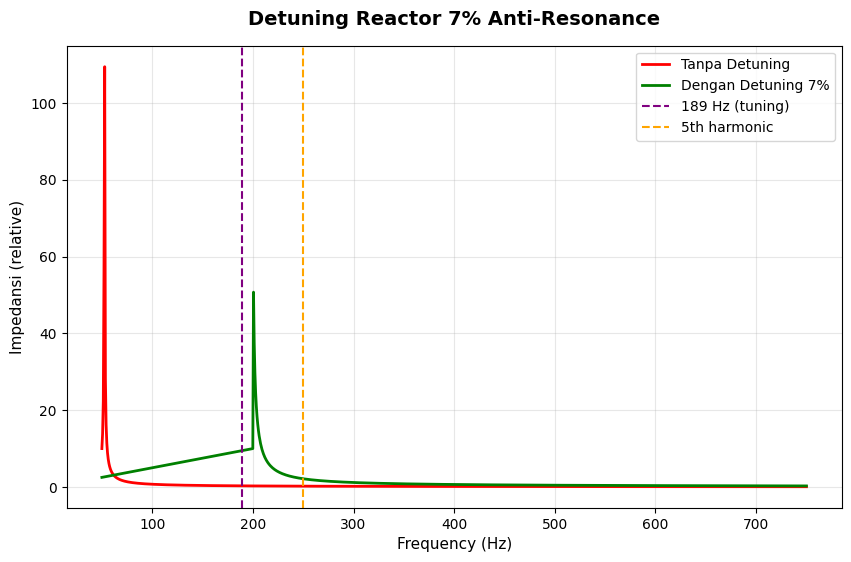 Detuning Reactor 7% Anti-Resonance
Tanpa Detuning
Dengan Detuning 7%
189 Hz (tuning)
5th harmonic
Impedansi (relative)
100
80
60
40
20
0
100 200 300 400 500 600 700
Frequency (Hz)